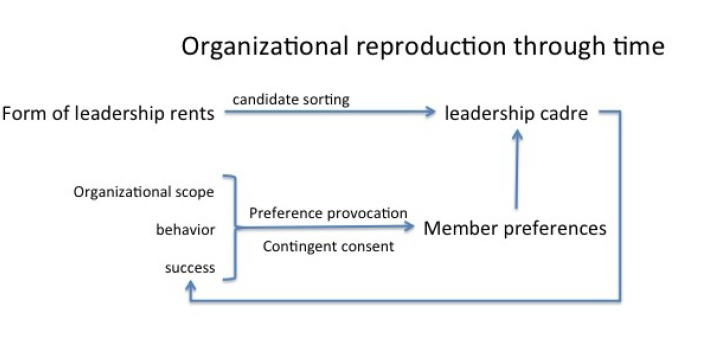 Organizational reproduction through time
candidate sorting
Form of leadership rents
leadership cadre
Organizational scope
behavior
success
Preference provocation
Contingent consent
Member preferences